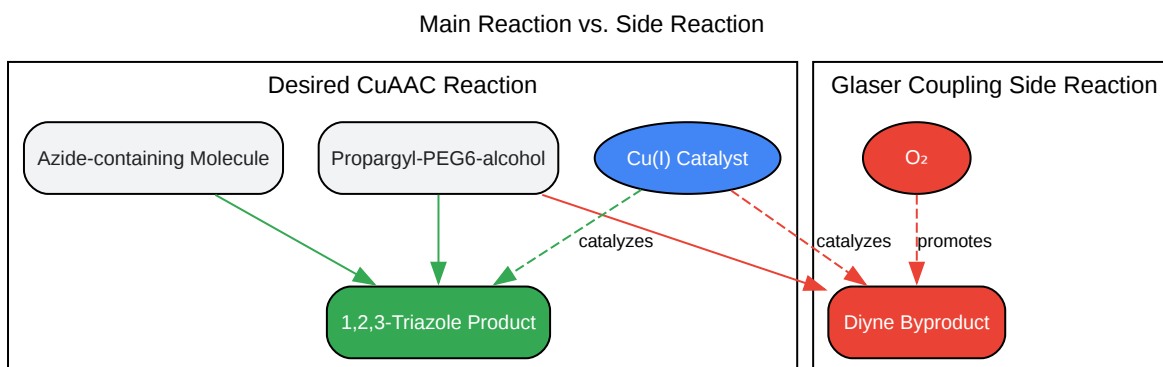 Main Reaction vs. Side Reaction
Desired CuAAC Reaction
Glaser Coupling Side Reaction
Azide-containing Molecule
Propargyl-PEG6-alcohol
Cu(I) Catalyst
O₂
catalyzes
catalyzes
promotes
1,2,3-Triazole Product
Diyne Byproduct